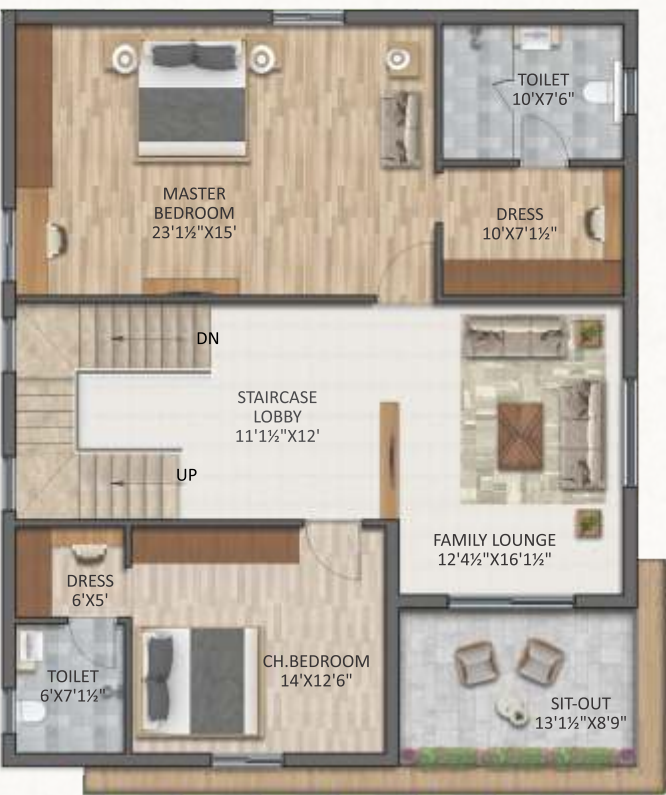 TOILET
10'X7'6"
MASTER
BEDROOM
23'1½"X15'
DRESS
10'X7'1½"
DN
STAIRCASE
LOBBY
11'1½"X12'
UP
FAMILY LOUNGE
12'4½"X16'1½"
DRESS
6'X5'
CH.BEDROOM
14'X12'6"
TOILET
6'X7'1½"
SIT-OUT
13'1½"X8'9"